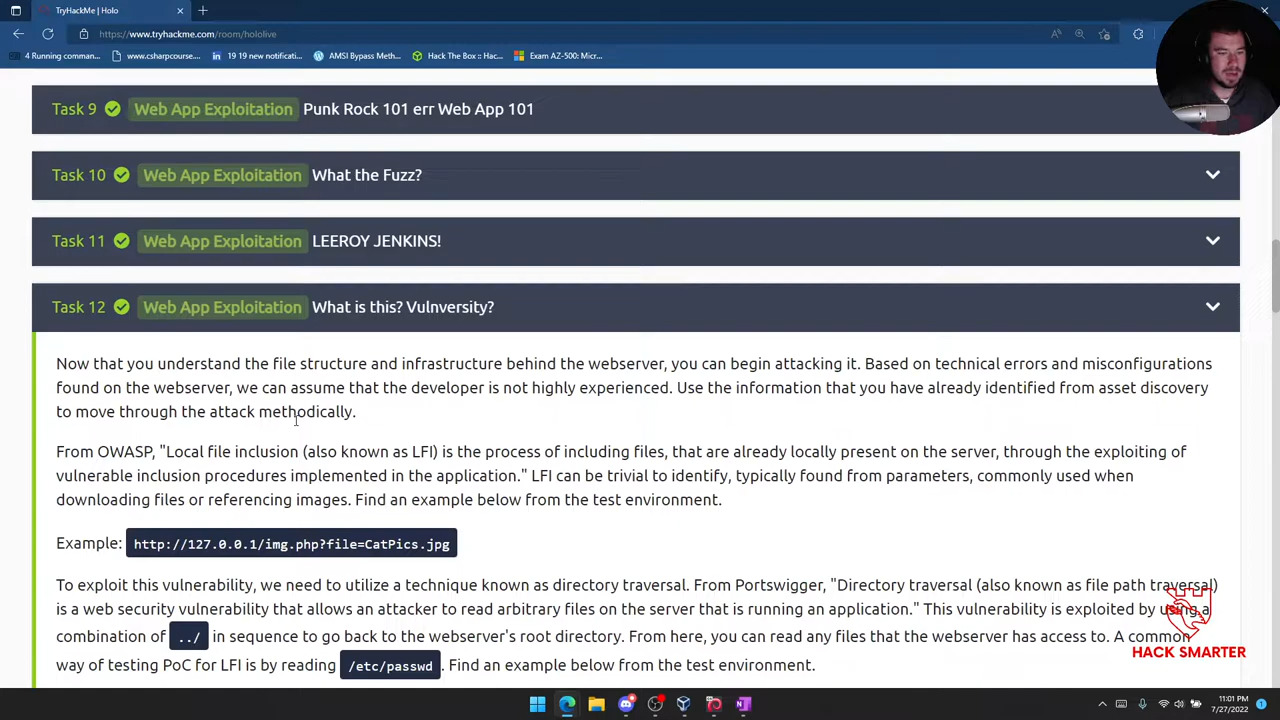 TryHackMe | Holo
https://www.tryhackme.com/room/hololive
4 Running comman...
www.csharpcourse....
19 19 new notificati...
AMSI Bypass Meth...
Hack The Box :: Hac...
Exam AZ-500: Micr...
Task 9 Web App Exploitation Punk Rock 101 err Web App 101
Task 10 Web App Exploitation What the Fuzz?
Task 11 Web App Exploitation LEEROY JENKINS!
Task 12 Web App Exploitation What is this? Vulnversity?
Now that you understand the file structure and infrastructure behind the webserver, you can begin attacking it. Based on technical errors and misconfigurations
found on the webserver, we can assume that the developer is not highly experienced. Use the information that you have already identified from asset discovery
to move through the attack methodically.
From OWASP, "Local file inclusion (also known as LFI) is the process of including files, that are already locally present on the server, through the exploiting of
vulnerable inclusion procedures implemented in the application." LFI can be trivial to identify, typically found from parameters, commonly used when
downloading files or referencing images. Find an example below from the test environment.
Example: http://127.0.0.1/img.php?file=CatPics.jpg
To exploit this vulnerability, we need to utilize a technique known as directory traversal. From Portswigger, "Directory traversal (also known as file path traversal)
is a web security vulnerability that allows an attacker to read arbitrary files on the server that is running an application." This vulnerability is exploited by using a
combination of ../ in sequence to go back to the webserver's root directory. From here, you can read any files that the webserver has access to. A common
way of testing PoC for LFI is by reading /etc/passwd . Find an example below from the test environment.
HACK SMARTER
11:01 PM
7/27/2022